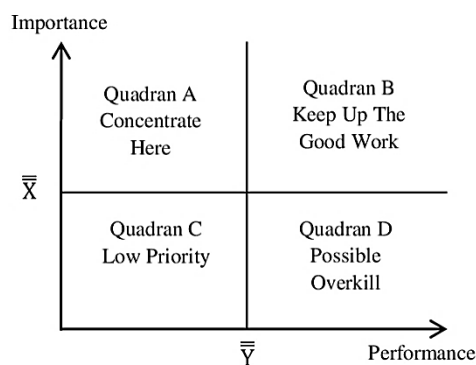 Importance
Quadran A
Concentrate
Here
Quadran B
Keep Up The
Good Work
X̿
Quadran C
Low Priority
Quadran D
Possible
Overkill
Y̿
Performance